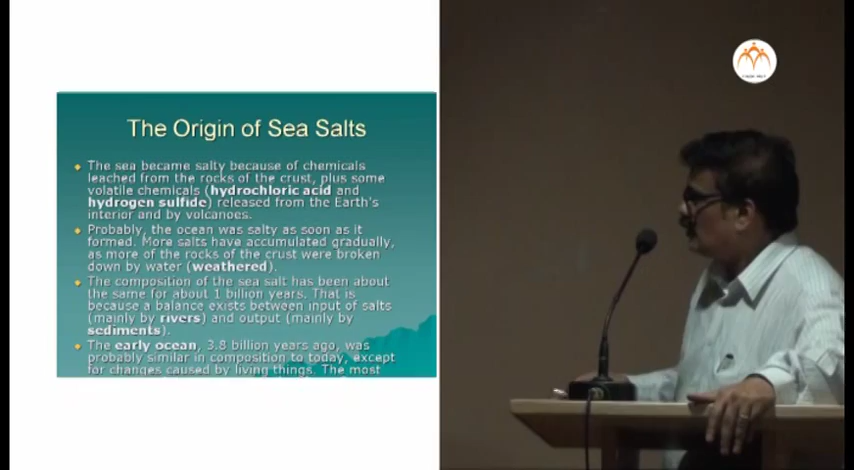 The Origin of Sea Salts
The sea became salty because of chemicals
leached from the rocks of the crust, plus some
volatile chemicals (hydrochloric acid and
hydrogen sulfide) released from the Earth's
interior and by volcanoes.
Probably, the ocean was salty as soon as it
formed. More salts have accumulated gradually,
as more of the rocks of the crust were broken
down by water (weathered).
The composition of the sea salt has been about
the same for about 1 billion years. That is
because a balance exists between input of salts
(mainly by rivers) and output (mainly by
sediments).
The early ocean, 3.8 billion years ago, was
probably similar in composition to today, except
for changes caused by living things. The most